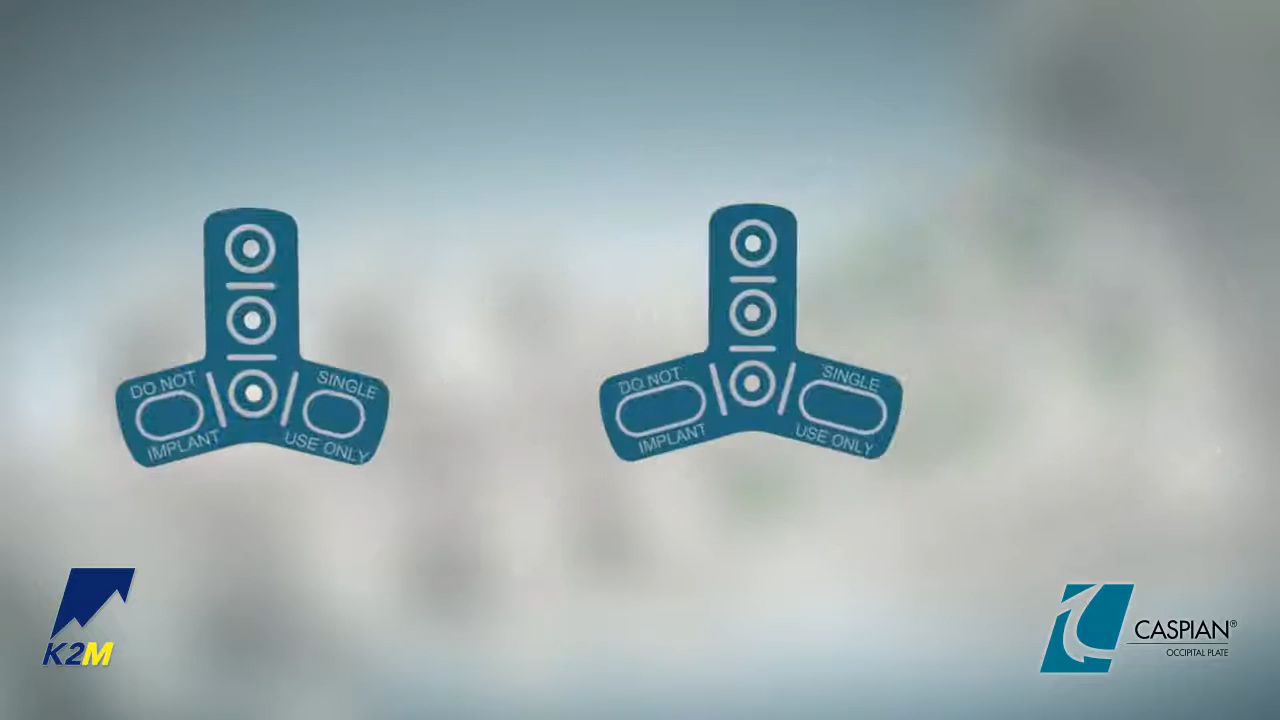 DO NOT
SINGLE
IMPLANT
USE ONLY
DO NOT
SINGLE
IMPLANT
USE ONLY
K2M
CASPIAN®
OCCIPITAL PLATE